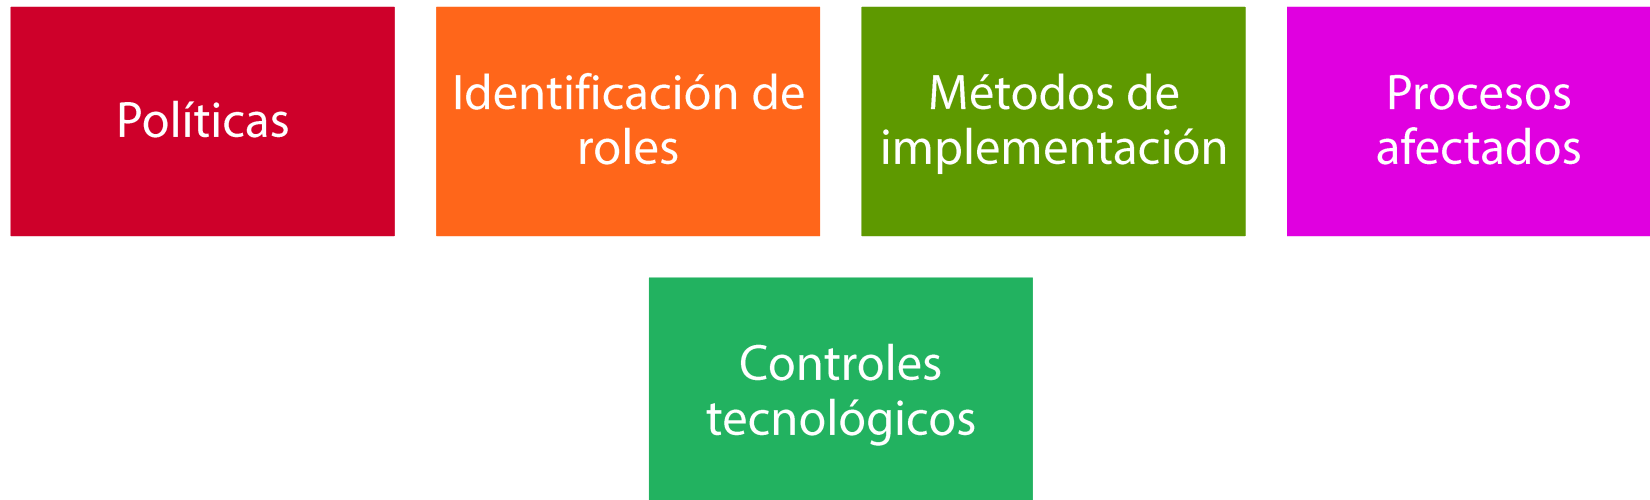 Políticas
Identificación de
roles
Métodos de
implementación
Procesos
afectados
Controles
tecnológicos